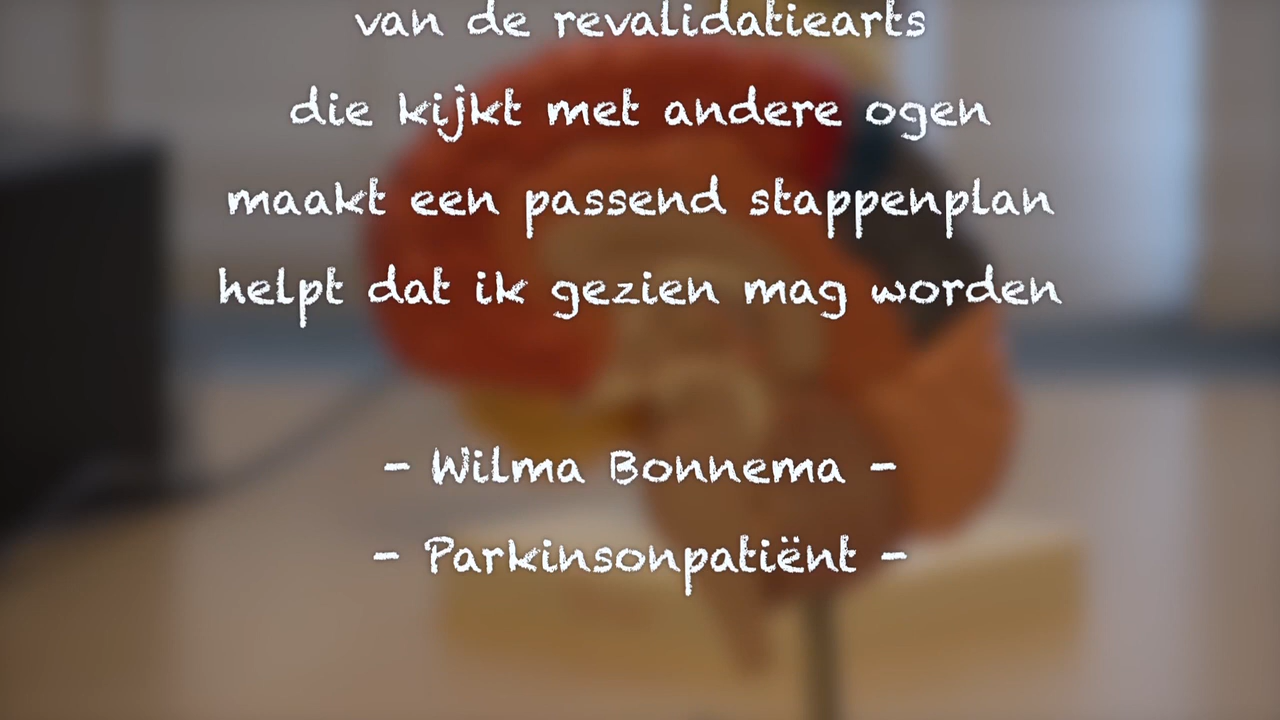 van de revalidatiearts
die kijkt met andere ogen
maakt een passend stappenplan
helpt dat ik gezien mag worden
- Wilma Bonnema -
- Parkinsonpatiënt -